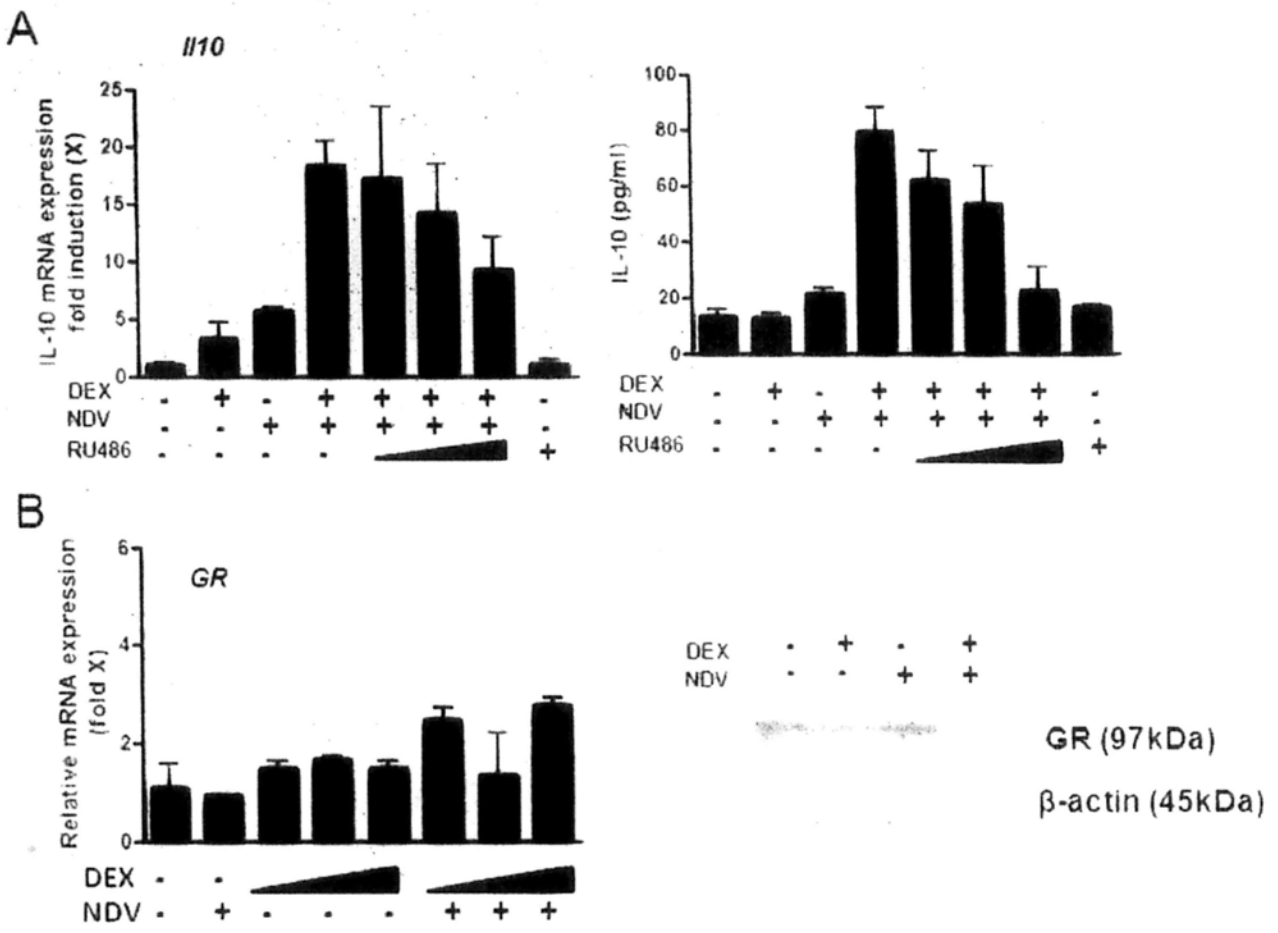 A
Il10
IL-10 mRNA expression
fold induction (X)
25
20
15
10
5
0
DEX - + - + + + + -
NDV - - + + + + + -
RU486 - - - - +
IL-10 (pg/ml)
100
80
60
40
20
0
DEX - + - + + + + -
NDV - - + + + + + -
RU486 - - - - +
B
GR
Relative mRNA expression
(fold X)
6
4
2
0
DEX - -
NDV - + - - - + + +
DEX - + - +
NDV - - + +
GR (97kDa)
β-actin (45kDa)